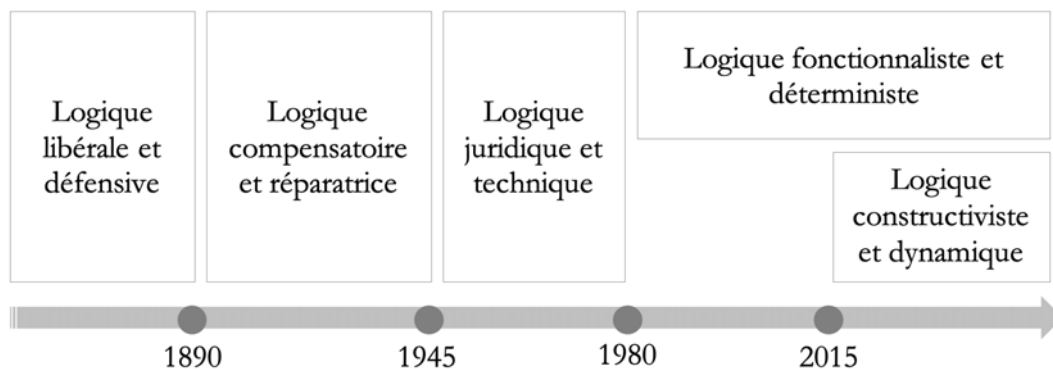 Logique
libérale et
défensive
Logique
compensatoire
et réparatrice
Logique
juridique et
technique
Logique fonctionnaliste et
déterministe
Logique
constructiviste
et dynamique
1890
1945
1980
2015